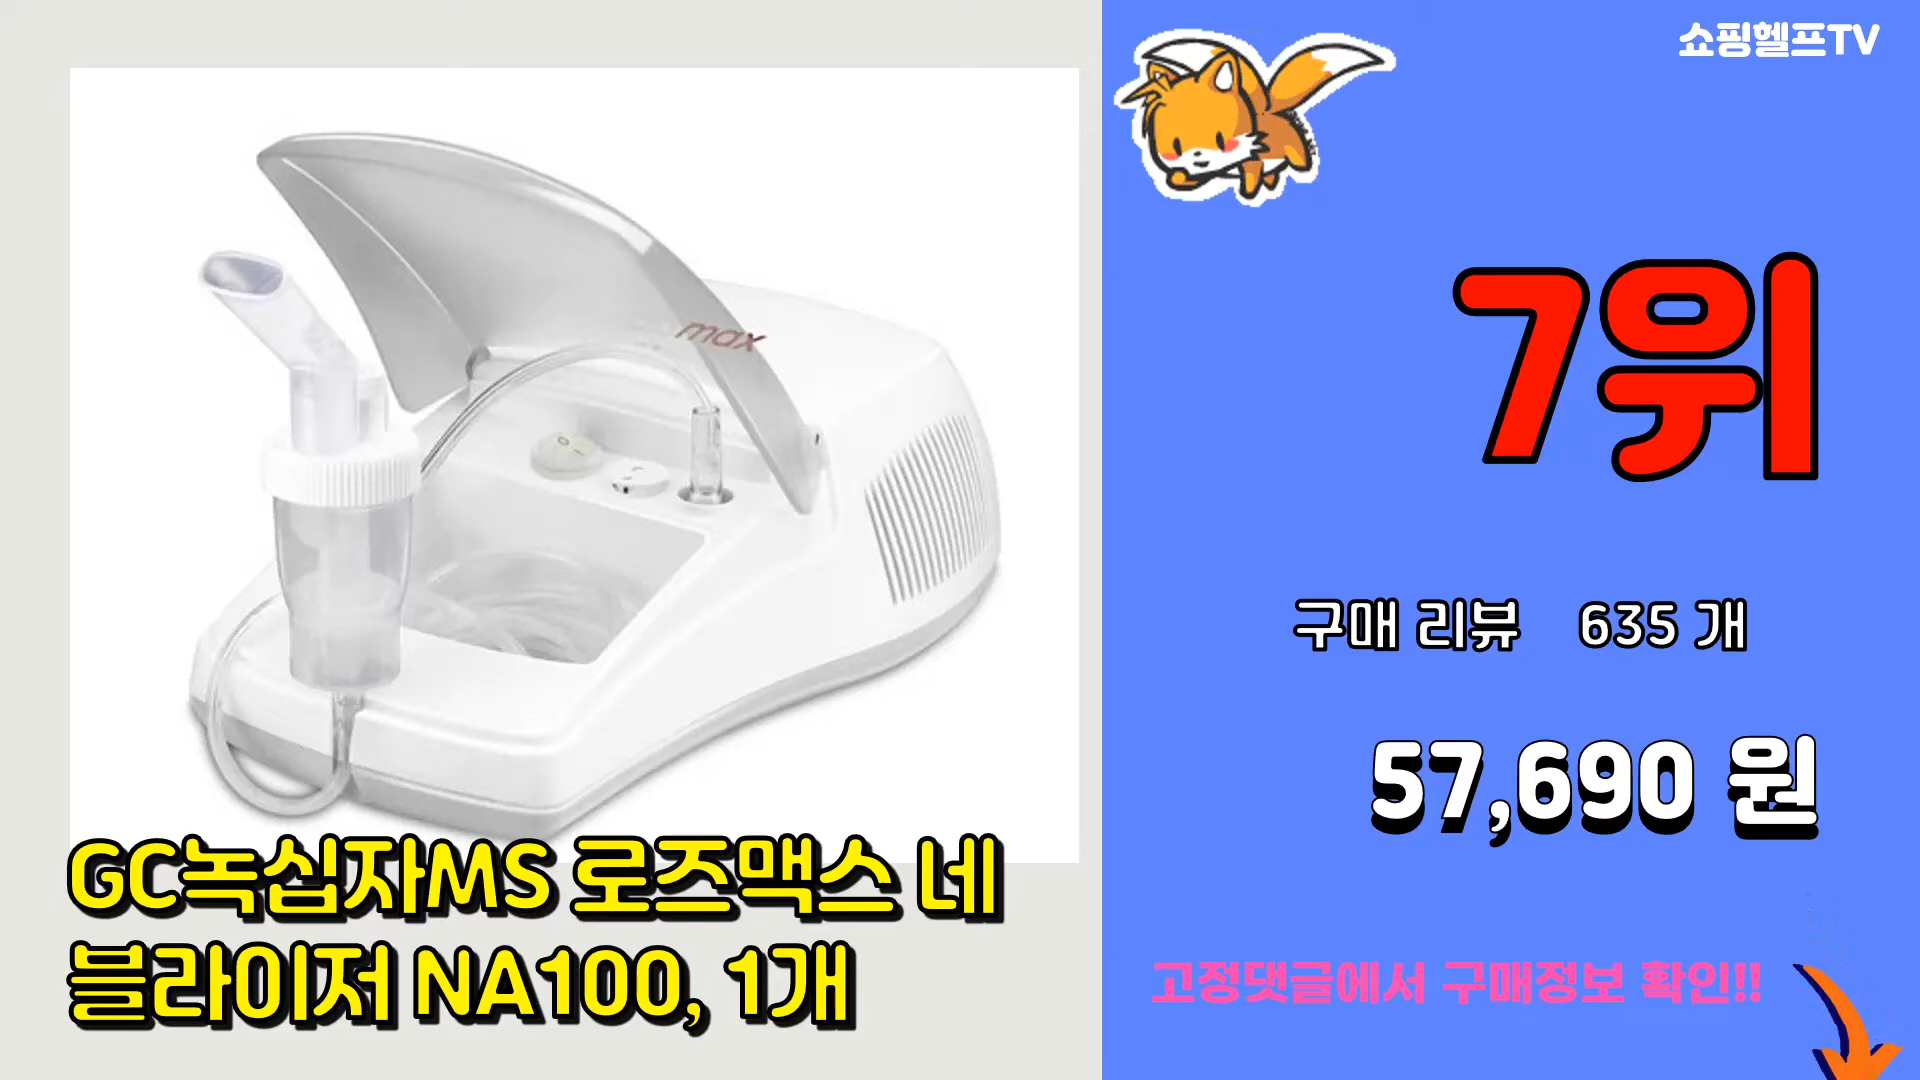 쇼핑헬프TV
max
7위
구매 리뷰 635 개
57,690 원
GC녹십자MS 로즈맥스 네
블라이저 NA100, 1개
고정댓글에서 구매정보 확인!!